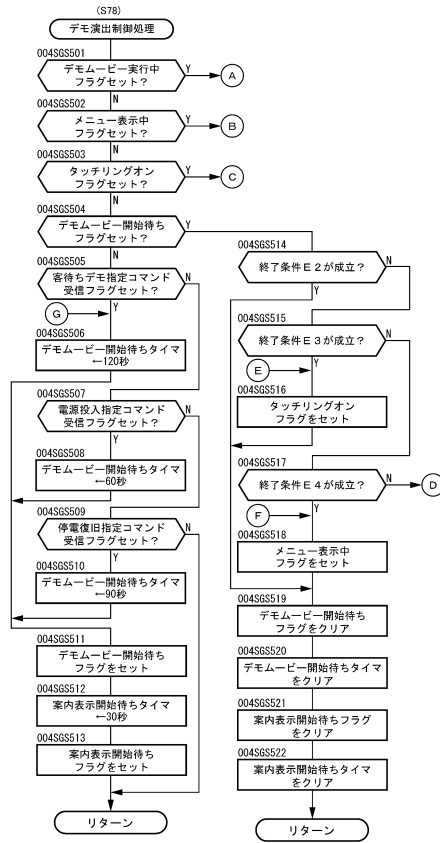 (S78)
デモ演出制御処理
004SGS501
デモムービー実行中
フラグセット?
Y
A
N
004SGS502
メニュー表示中
フラグセット?
Y
B
N
004SGS503
タッチリングオン
フラグセット?
Y
C
N
004SGS504
デモムービー開始待ち
フラグセット?
Y
N
004SGS505
客待ちデモ指定コマンド
受信フラグセット?
N
Y
G
004SGS506
デモムービー開始待ちタイマ
←120秒
004SGS507
電源投入指定コマンド
受信フラグセット?
N
Y
004SGS508
デモムービー開始待ちタイマ
←60秒
004SGS509
停電復旧指定コマンド
受信フラグセット?
N
Y
004SGS510
デモムービー開始待ちタイマ
←90秒
004SGS511
デモムービー開始待ち
フラグをセット
004SGS512
案内表示開始待ちタイマ
←30秒
004SGS513
案内表示開始待ち
フラグをセット
リターン
004SGS514
終了条件E2が成立?
N
Y
004SGS515
終了条件E3が成立?
N
Y
E
004SGS516
タッチリングオン
フラグをセット
004SGS517
終了条件E4が成立?
N
D
Y
F
004SGS518
メニュー表示中
フラグをセット
004SGS519
デモムービー開始待ち
フラグをクリア
004SGS520
デモムービー開始待ちタイマ
をクリア
004SGS521
案内表示待ちフラグ
をクリア
004SGS522
案内表示開始待ちタイマ
をクリア
リターン